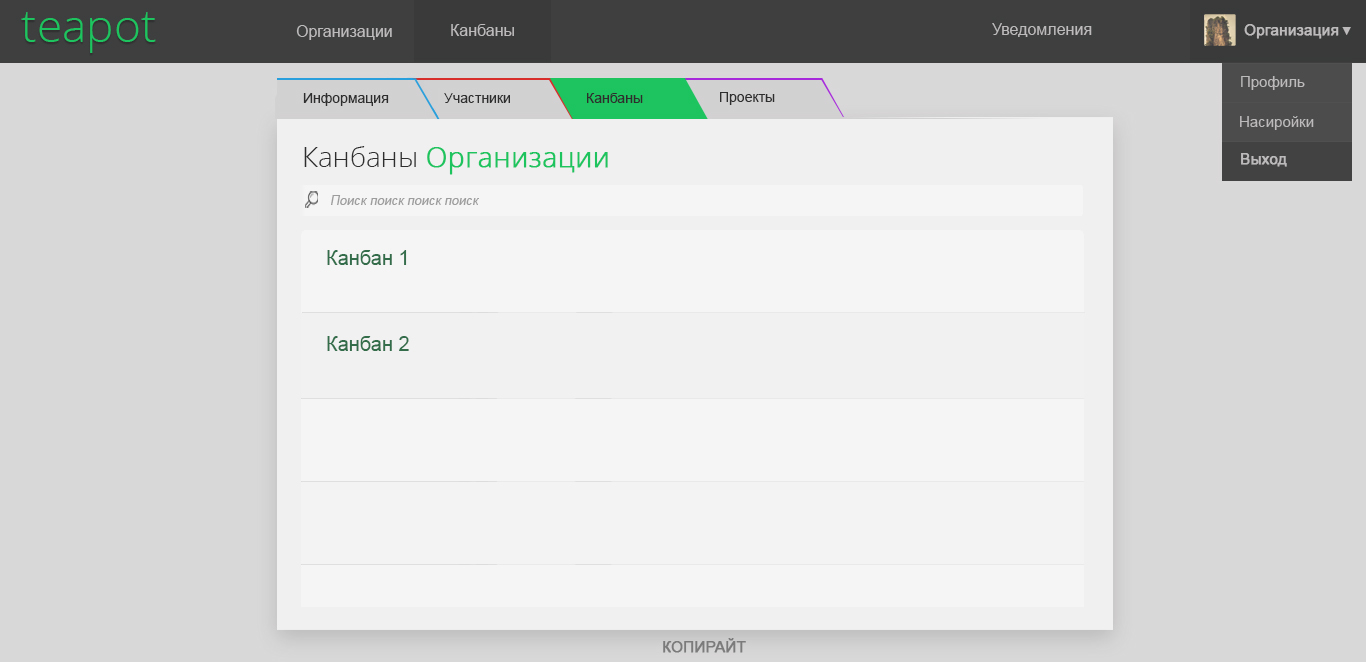 teapot
Организации
Канбаны
Уведомления
Организация ▾
Профиль
Насиройки
Выход
Информация
Участники
Канбаны
Проекты
Канбаны Организации
Поиск поиск поиск поиск
Канбан 1
Канбан 2
КОПИРАЙТ